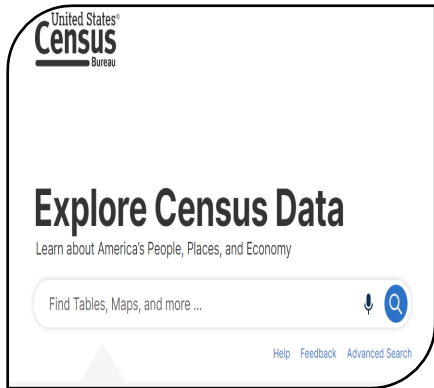 United States®
Census
Bureau
Explore Census Data
Learn about America's People, Places, and Economy
Find Tables, Maps, and more ...
Help Feedback Advanced Search